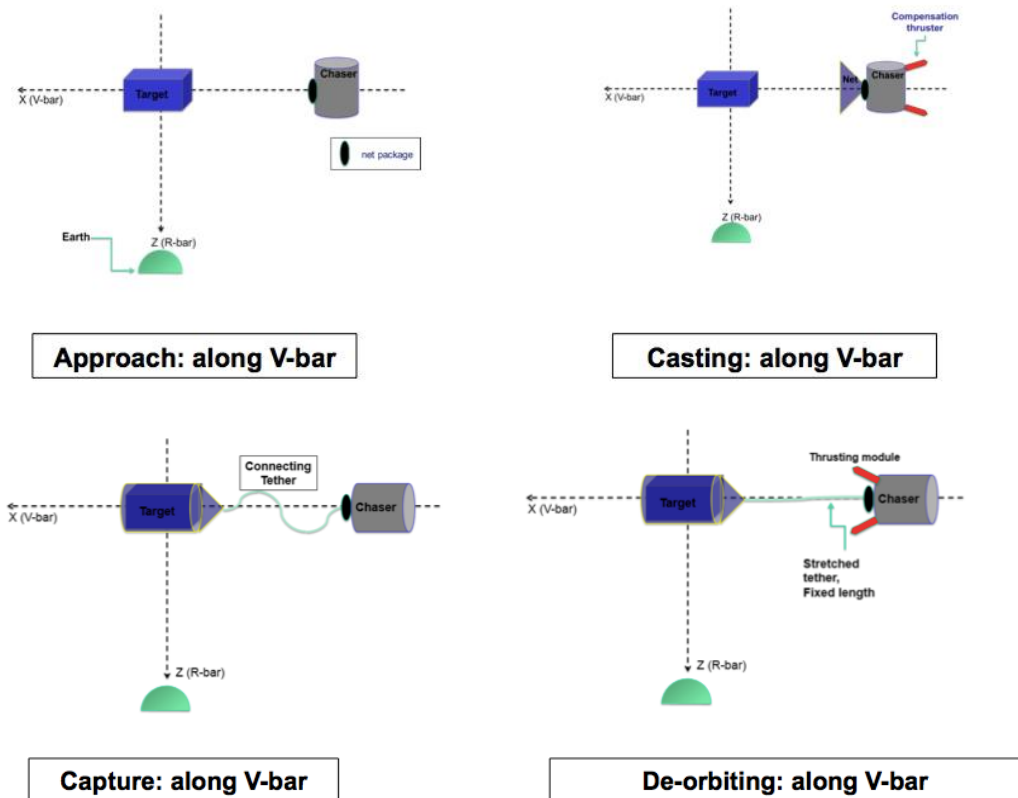 Chaser
Target
X (V-bar)
net package
Earth
Z (R-bar)
Approach: along V-bar
Compensation
thruster
Net
Chaser
Target
X (V-bar)
Z (R-bar)
Casting: along V-bar
Connecting
Tether
Target
Chaser
X (V-bar)
Z (R-bar)
Capture: along V-bar
Thrusting module
Target
Chaser
X (V-bar)
Stretched
tether,
Fixed length
Z (R-bar)
De-orbiting: along V-bar